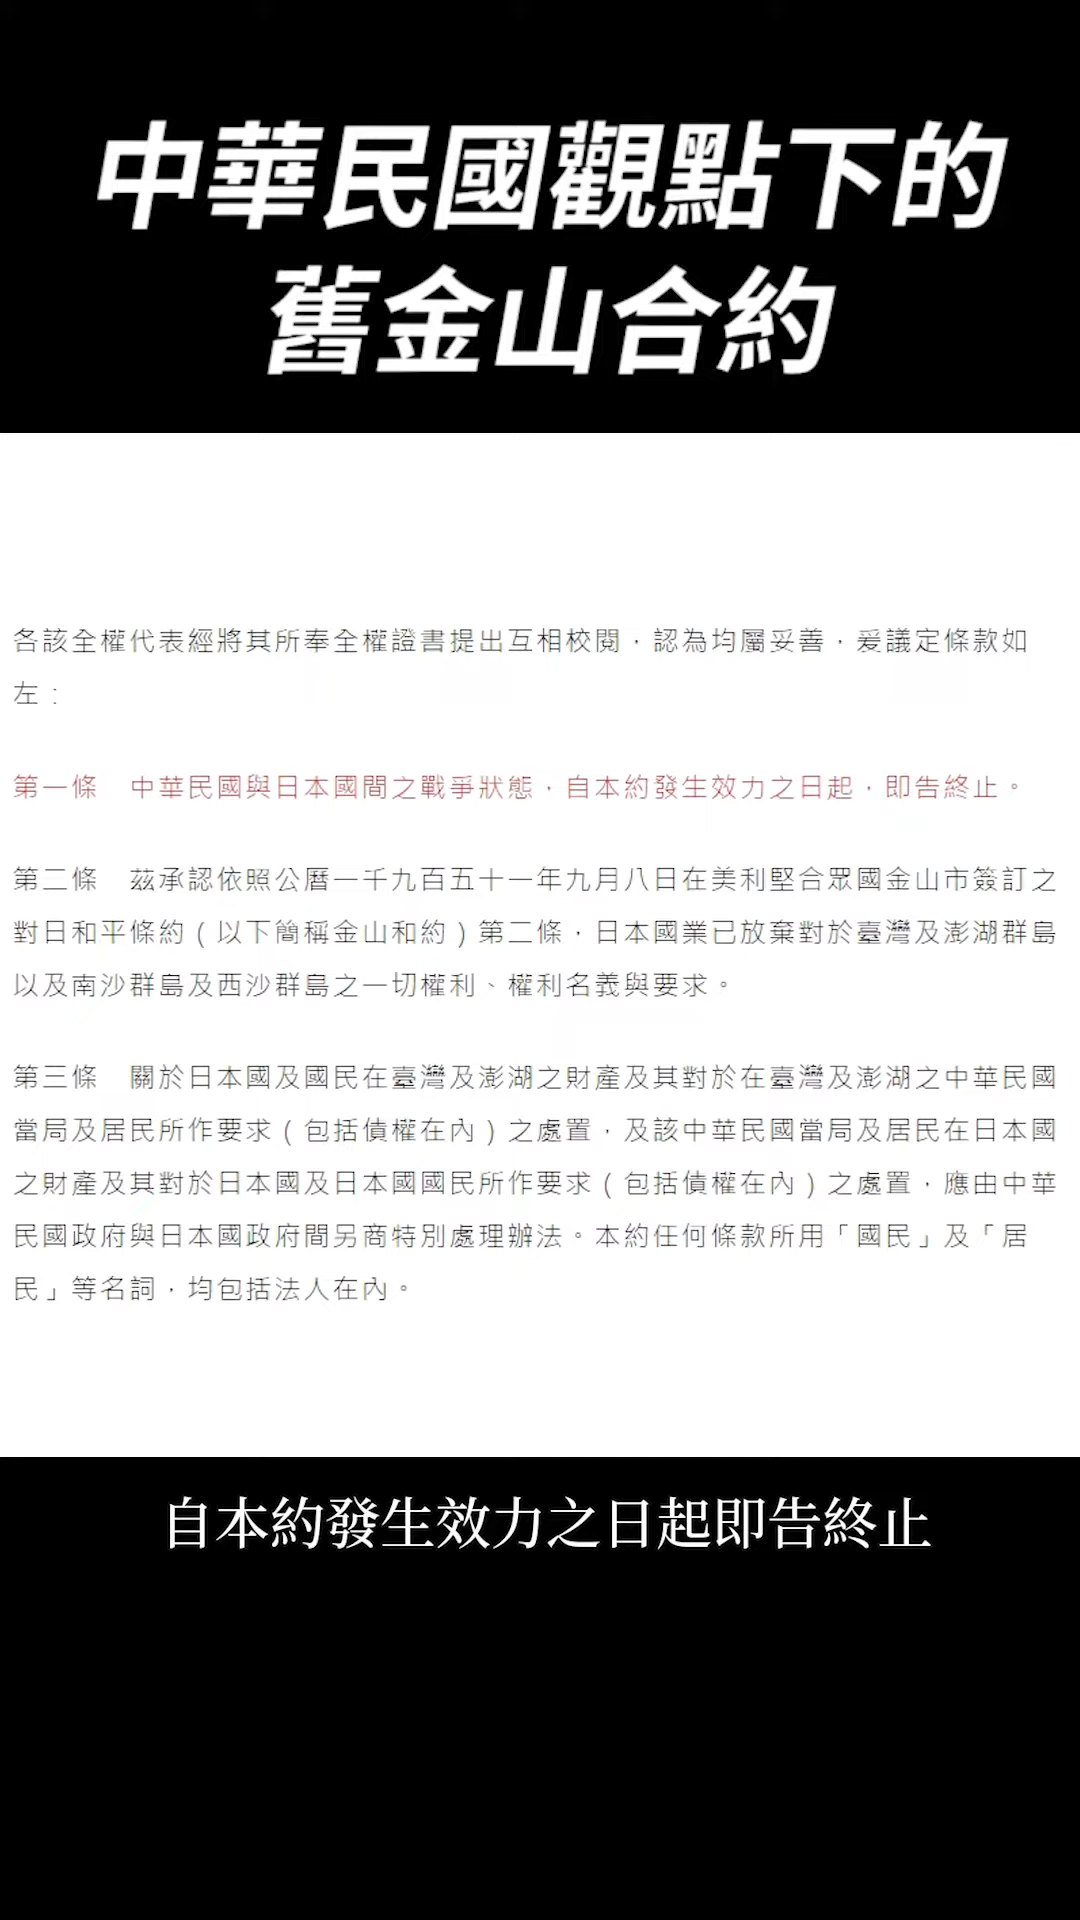 中華民國觀點下的
舊金山合約
各該全權代表經將其所奉全權證書提出互相校閱，認為均屬妥善，爰議定條款如
左：
第一條　中華民國與日本國間之戰爭狀態，自本約發生效力之日起，即告終止。
第二條　茲承認依照公曆一千九百五十一年九月八日在美利堅合眾國金山市簽訂之
對日和平條約（以下簡稱金山和約）第二條，日本國業已放棄對於臺灣及澎湖群島
以及南沙群島及西沙群島之一切權利、權利名義與要求。
第三條　關於日本國及國民在臺灣及澎湖之財產及其對於在臺灣及澎湖之中華民國
當局及居民所作要求（包括債權在內）之處置，及該中華民國當局及居民在日本國
之財產及其對於日本國及日本國國民所作要求（包括債權在內）之處置，應由中華
民國政府與日本國政府間另商特別處理辦法。本約任何條款所用「國民」及「居
民」等名詞，均包括法人在內。
自本約發生效力之日起即告終止